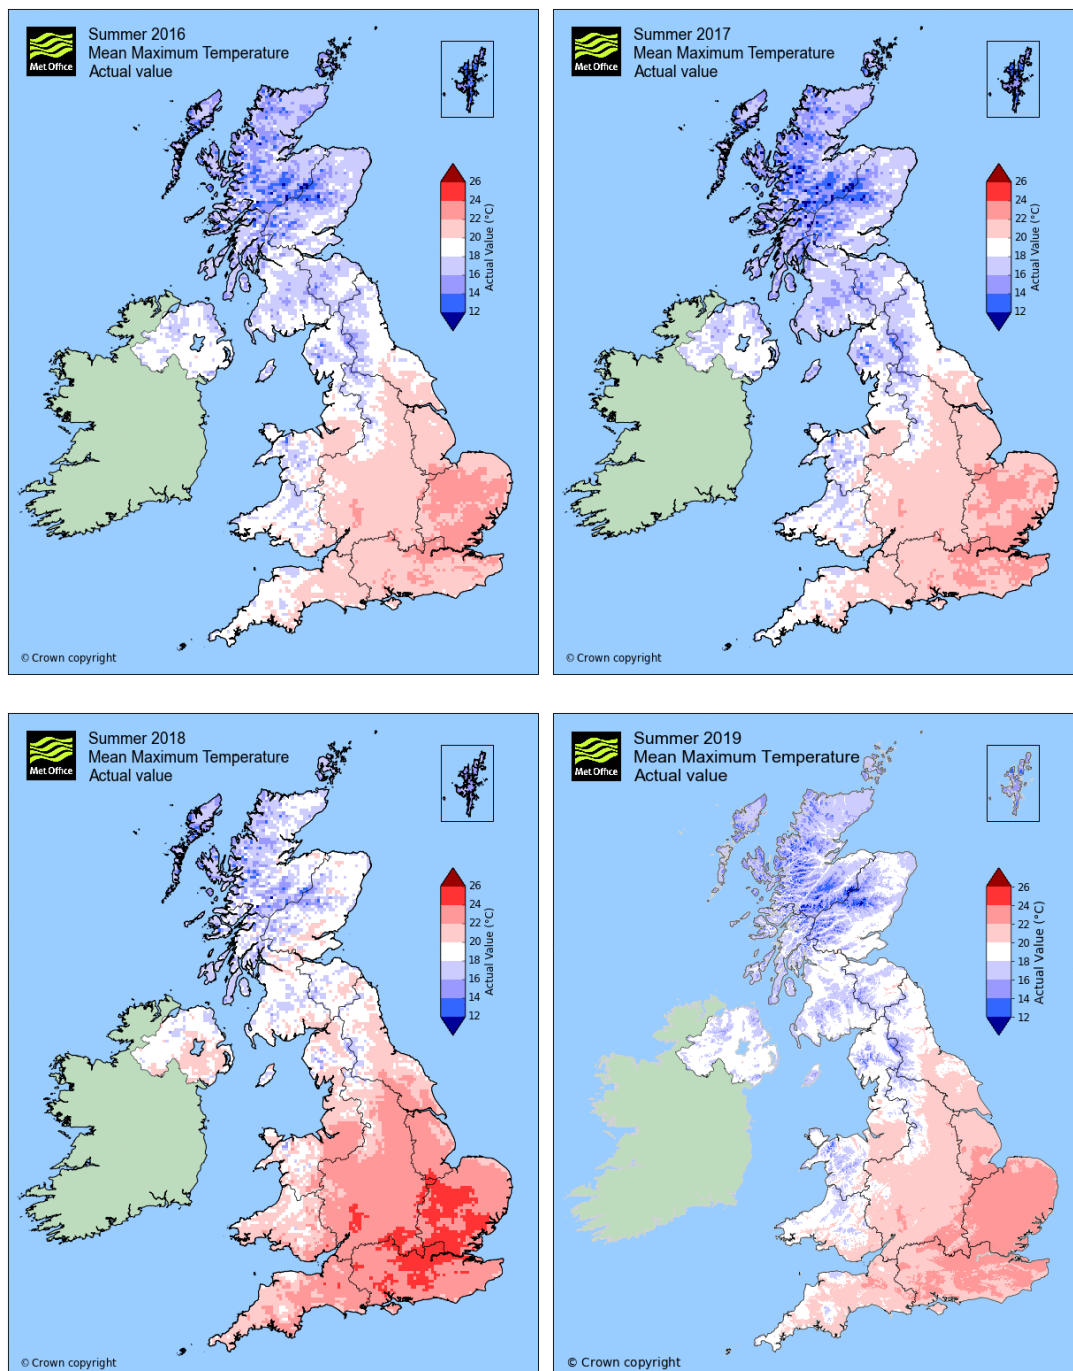 Summer 2016
Mean Maximum Temperature
Actual value
Met Office
26
24
22
20
18
16
14
12
Actual Value (°C)
© Crown copyright
Summer 2017
Mean Maximum Temperature
Actual value
Met Office
26
24
22
20
18
16
14
12
Actual Value (°C)
© Crown copyright
Summer 2018
Mean Maximum Temperature
Actual value
Met Office
26
24
22
20
18
16
14
12
Actual Value (°C)
© Crown copyright
Summer 2019
Mean Maximum Temperature
Actual value
Met Office
26
24
22
20
18
16
14
12
Actual Value (°C)
© Crown copyright